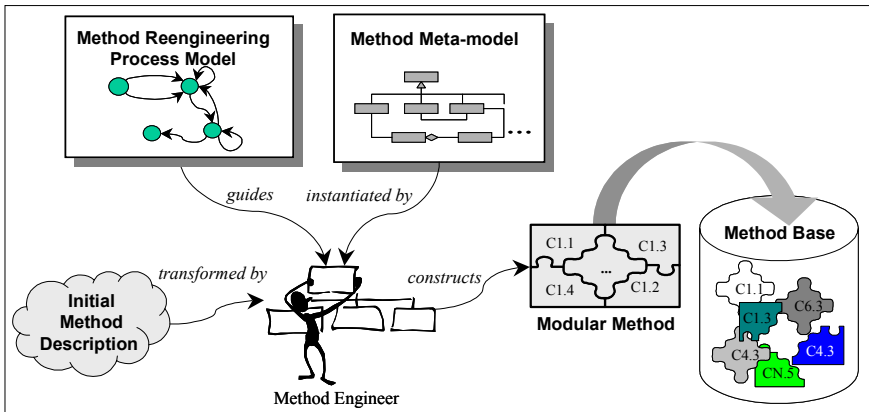 Method Reengineering
Process Model
Method Meta-model
guides
instantiated by
transformed by
constructs
Initial
Method
Description
Method Engineer
C1.1
C1.3
...
C1.4
C1.2
Modular Method
Method Base
C1.1
C6.3
C1.3
C4.3
C4.3
CN.5